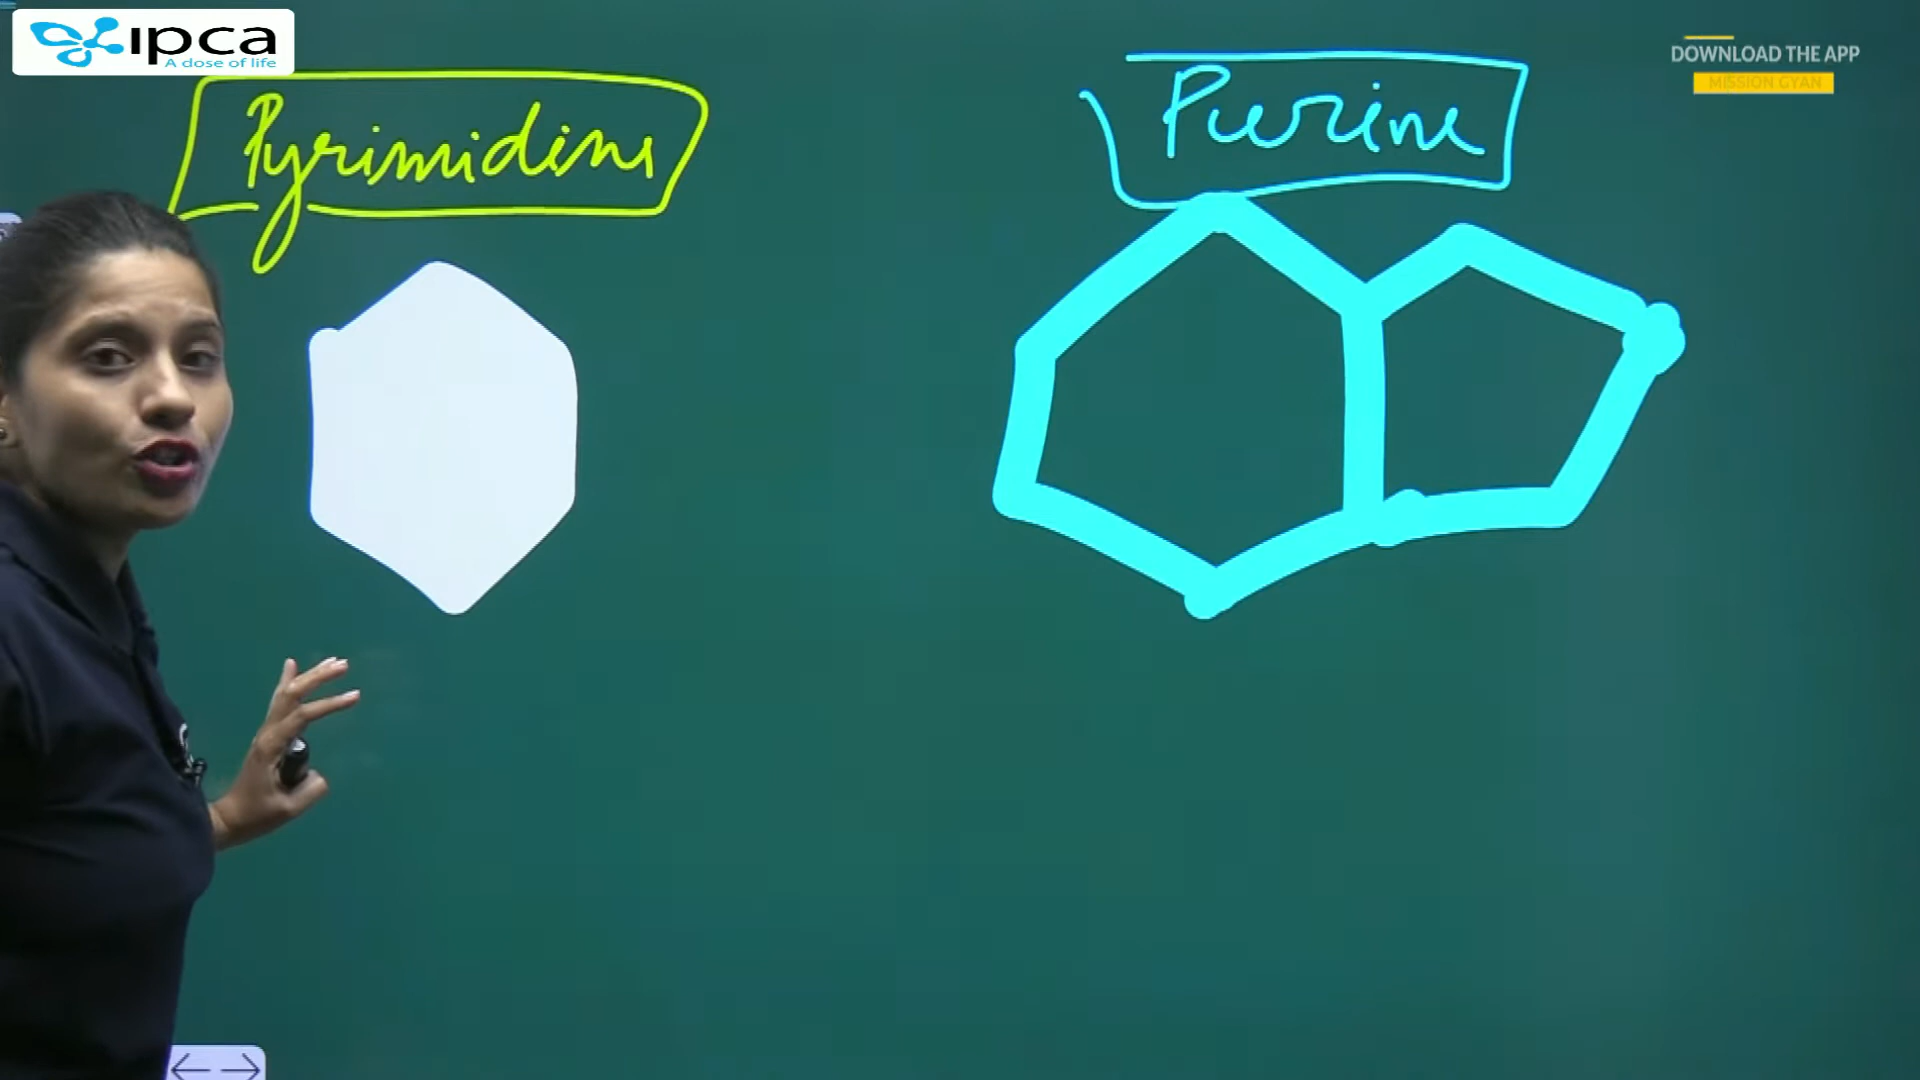 ipca
A dose of life
DOWNLOAD THE APP
MISSION GYAN
Pyrimidine
Purine